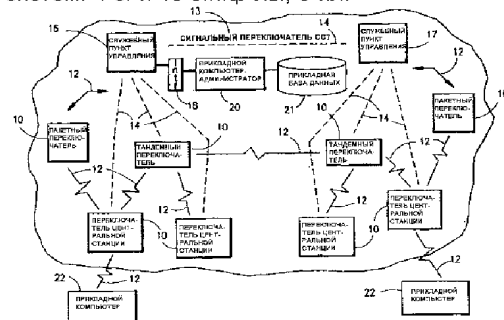 13
14
15
СЛУЖЕБНЫЙ
ПУНКТ
УПРАВЛЕНИЯ
СИГНАЛЬНЫЙ ПЕРЕКЛЮЧАТЕЛЬ СС7
СЛУЖЕБНЫЙ
ПУНКТ
УПРАВЛЕНИЯ
17
12
12
ПРИКЛАДНОЙ
КОМПЬЮТЕР-
АДМИНИСТРАТОР
ПРИКЛАДНАЯ
БАЗА ДАННЫХ
18
20
21
10
ПАКЕТНЫЙ
ПЕРЕКЛЮ-
ЧАТЕЛЬ
14
10
ТАНДЕМНЫЙ
ПЕРЕКЛЮЧА-
ТЕЛЬ
12
10
ТАНДЕМНЫЙ
ПЕРЕКЛЮЧА-
ТЕЛЬ
14
ПАКЕТНЫЙ
ПЕРЕКЛЮ-
ЧАТЕЛЬ
12
12
12
12
ПЕРЕКЛЮЧА-
ТЕЛЬ ЦЕНТ-
РАЛЬНОЙ
СТАНЦИИ
10
ПЕРЕКЛЮЧА-
ТЕЛЬ ЦЕНТ-
РАЛЬНОЙ
СТАНЦИИ
ПЕРЕКЛЮЧА-
ТЕЛЬ ЦЕНТ-
РАЛЬНОЙ
СТАНЦИИ
10
ПЕРЕКЛЮЧА-
ТЕЛЬ ЦЕНТ-
РАЛЬНОЙ
СТАНЦИИ
12
12
22
ПРИКЛАДНОЙ
КОМПЬЮТЕР
22
ПРИКЛАДНОЙ
КОМПЬЮТЕР